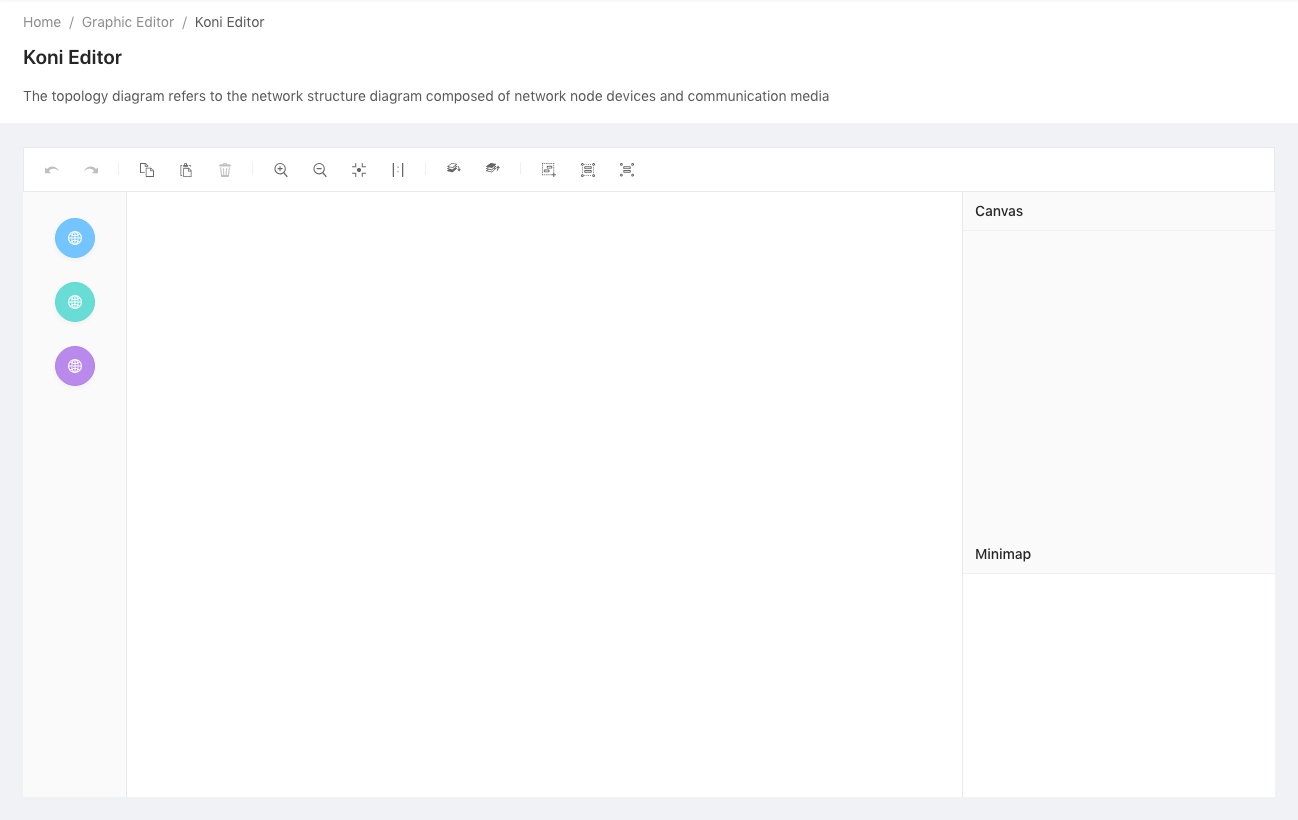 Home / Graphic Editor / Koni Editor
Koni Editor
The topology diagram refers to the network structure diagram composed of network node devices and communication media
Canvas
Minimap